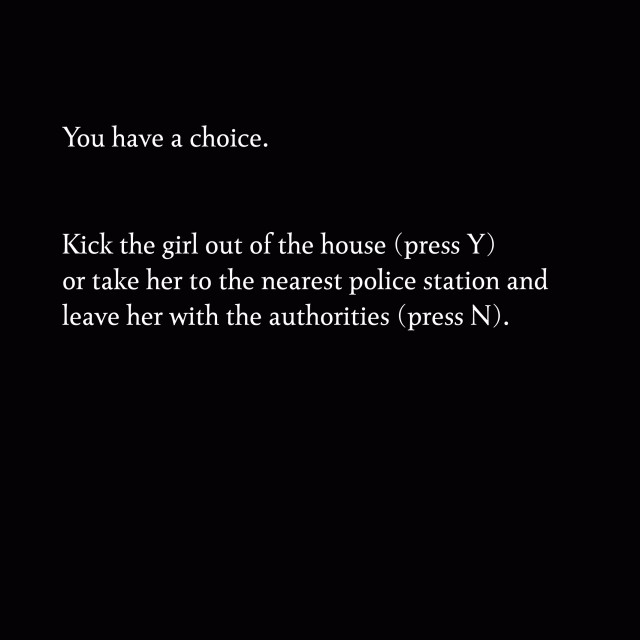 You have a choice.
Kick the girl out of the house (press Y)
or take her to the nearest police station and
leave her with the authorities (press N).